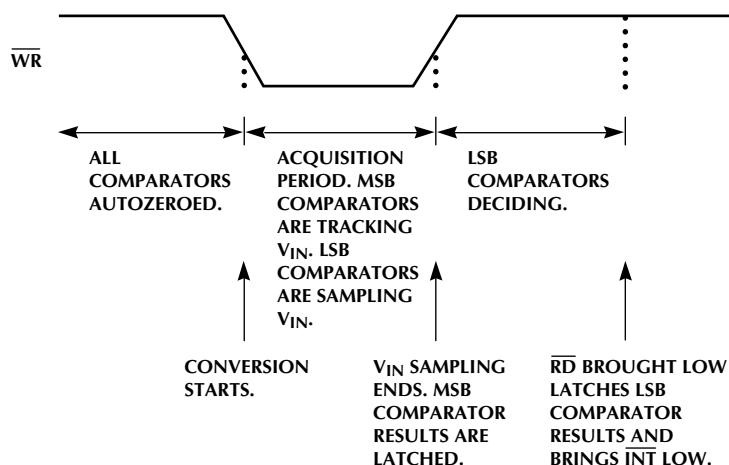 WR
ALL
COMPARATORS
AUTOZEROED.
ACQUISITION
PERIOD. MSB
COMPARATORS
ARE TRACKING
VIN. LSB
COMPARATORS
ARE SAMPLING
VIN.
LSB
COMPARATORS
DECIDING.
CONVERSION
STARTS.
VIN SAMPLING
ENDS. MSB
COMPARATOR
RESULTS ARE
LATCHED.
RD BROUGHT LOW
LATCHES LSB
COMPARATOR
RESULTS AND
BRINGS INT LOW.